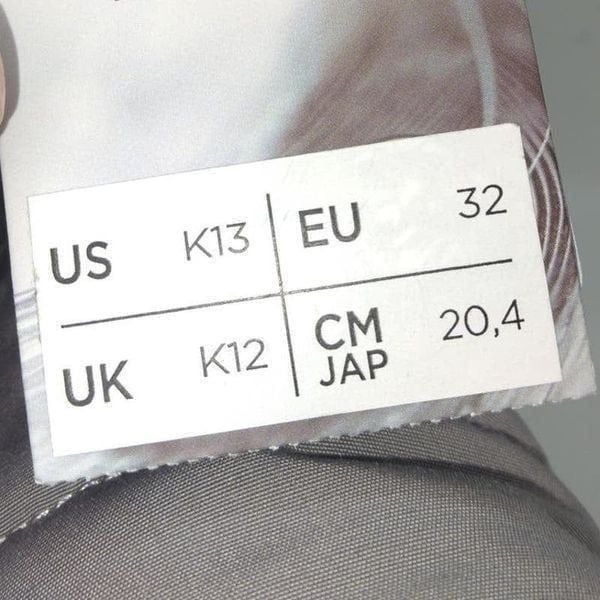 US K13
EU 32
UK K12
CM JAP 20,4